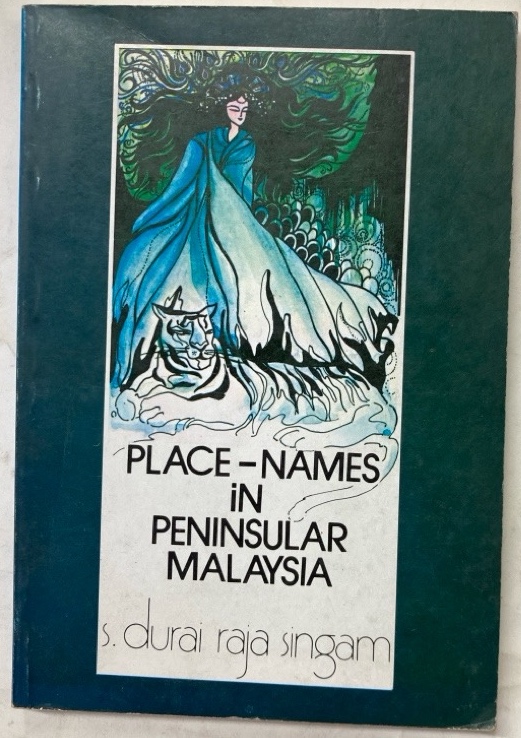 PLACE-NAMES
iN
PENINSULAR
MALAYSIA
s. durai raja singam